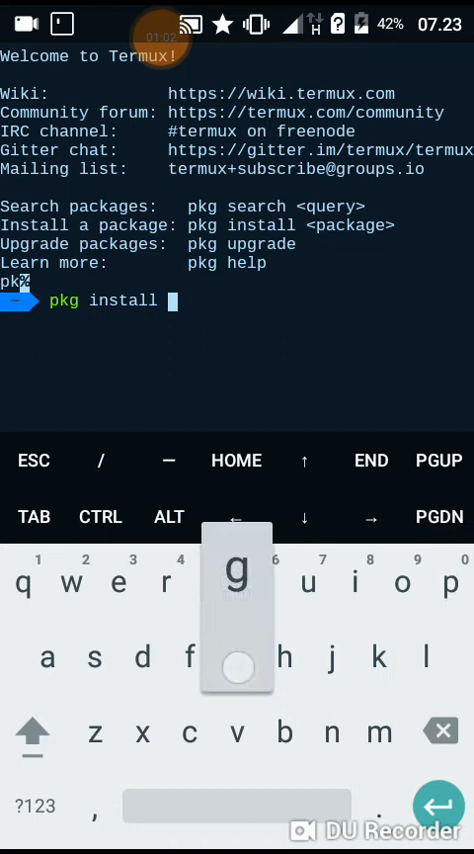 01:02
H
?
42%
07.23
Welcome to Termux!
Wiki: https://wiki.termux.com
Community forum: https://termux.com/community
IRC channel: #termux on freenode
Gitter chat: https://gitter.im/termux/termux
Mailing list: termux+subscribe@groups.io
Search packages: pkg search <query>
Install a package: pkg install <package>
Upgrade packages: pkg upgrade
Learn more: pkg help
pk%
~ pkg install
ESC / — HOME ↑ END PGUP
TAB CTRL ALT ← ↓ → PGDN
g
1 2 3 4 6 7 8 9 0
q w e r u i o p
a s d f h j k l
z x c v b n m
?123 , .
DU Recorder